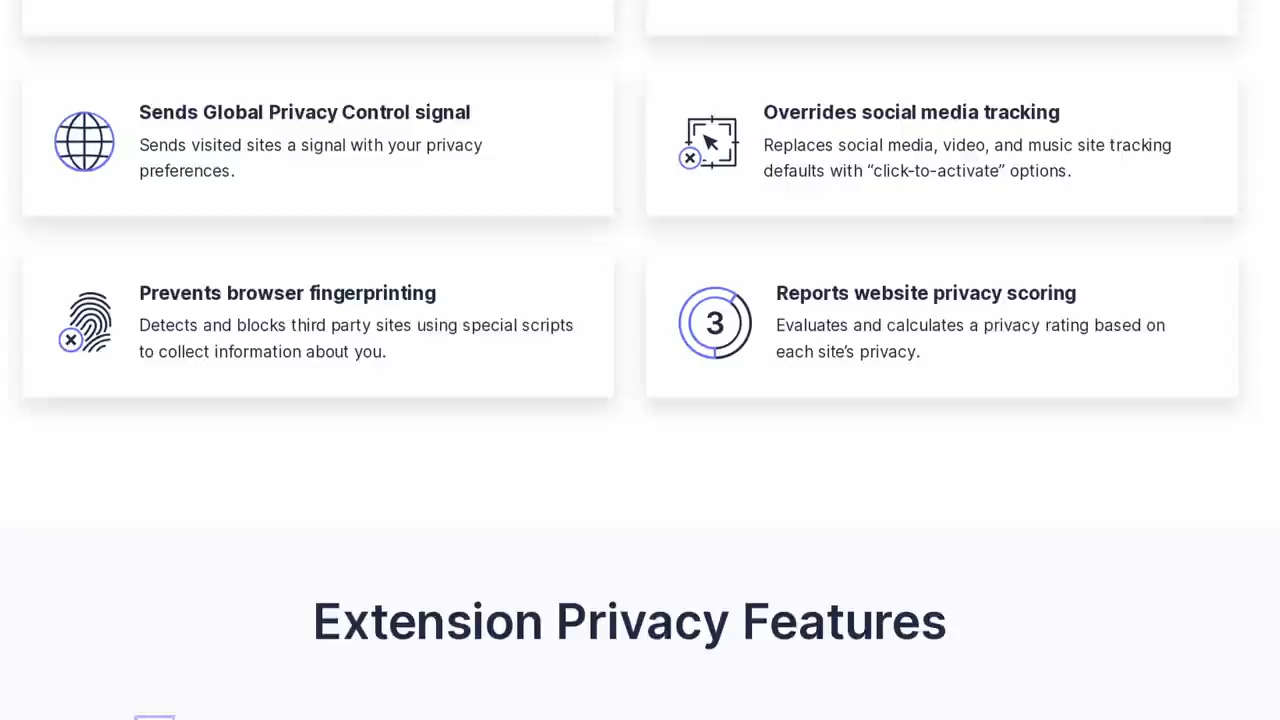 Sends Global Privacy Control signal
Sends visited sites a signal with your privacy
preferences.
Overrides social media tracking
Replaces social media, video, and music site tracking
defaults with “click-to-activate” options.
Prevents browser fingerprinting
Detects and blocks third party sites using special scripts
to collect information about you.
3
Reports website privacy scoring
Evaluates and calculates a privacy rating based on
each site’s privacy.
Extension Privacy Features